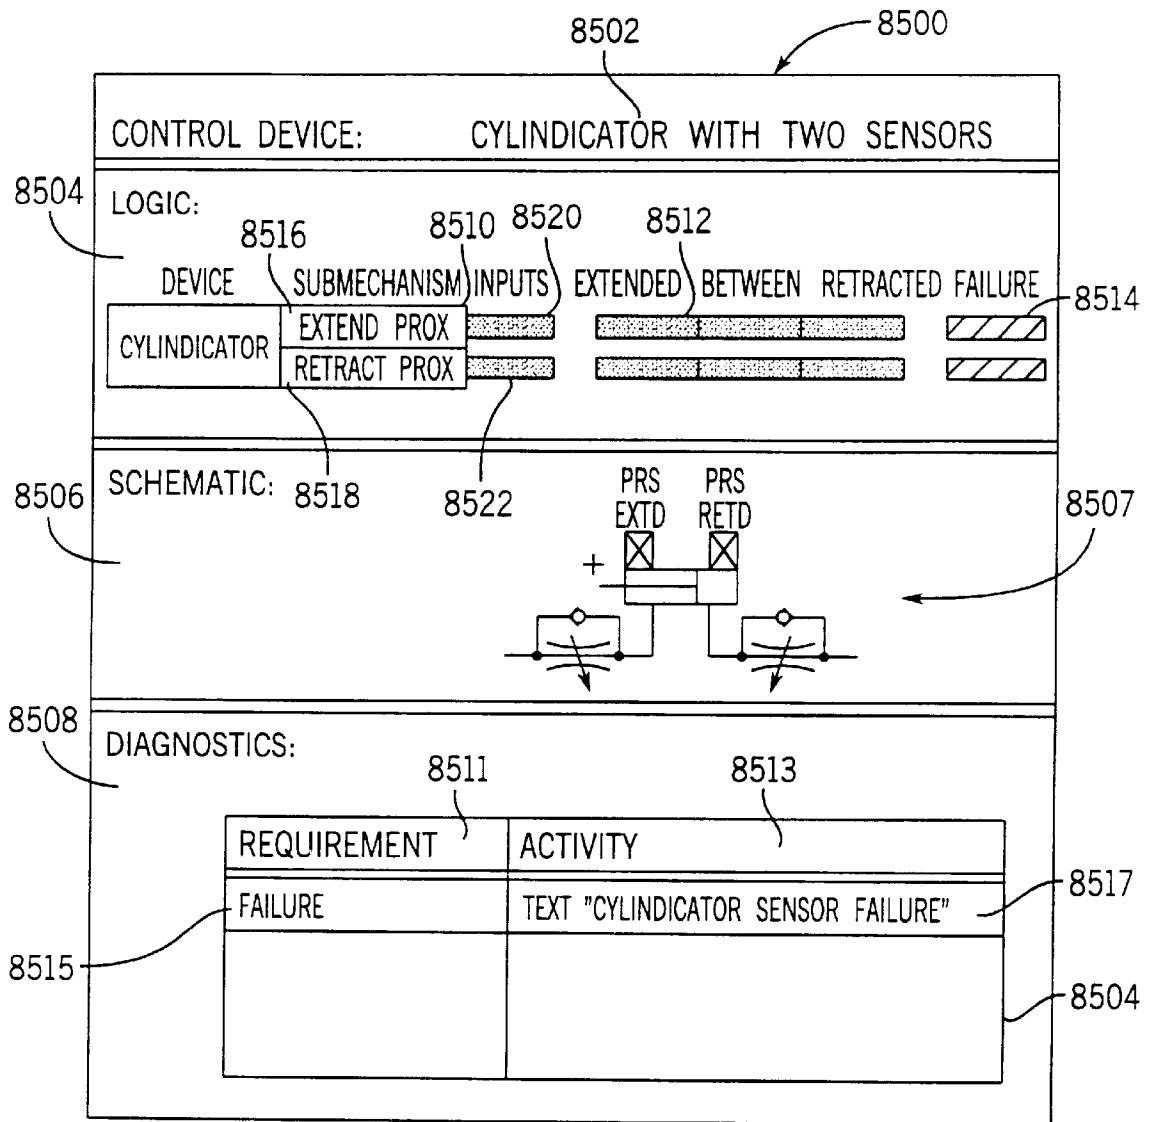 8502
8500
CONTROL DEVICE: CYLINDICATOR WITH TWO SENSORS
8504
LOGIC:
8516 8510 8520 8512
DEVICE SUBMECHANISM INPUTS EXTENDED BETWEEN RETRACTED FAILURE
8514
CYLINDICATOR EXTEND PROX
RETRACT PROX
8506
SCHEMATIC:
8518 8522
PRS PRS
EXTD RETD
8507
+
8508
DIAGNOSTICS:
8511 8513
REQUIREMENT ACTIVITY
8517
FAILURE TEXT "CYLINDICATOR SENSOR FAILURE"
8515
8504